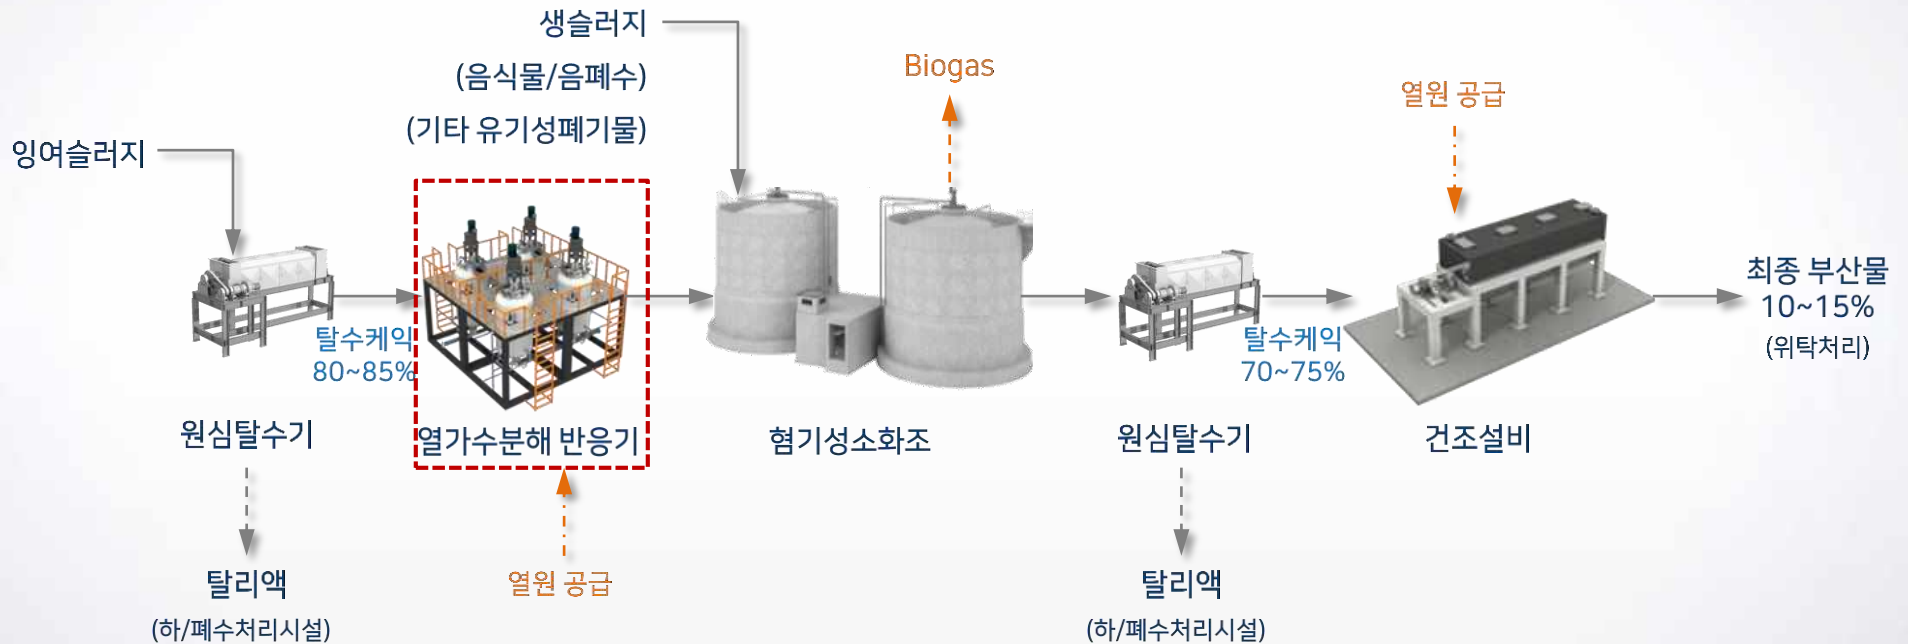 생슬러지
(음식물/음폐수)
(기타 유기성폐기물)
Biogas
열원 공급
잉여슬러지
탈수케익
80~85%
탈수케익
70~75%
최종 부산물
10~15%
(위탁처리)
원심탈수기
열가수분해 반응기
혐기성소화조
원심탈수기
건조설비
탈리액
(하/폐수처리시설)
열원 공급
탈리액
(하/폐수처리시설)